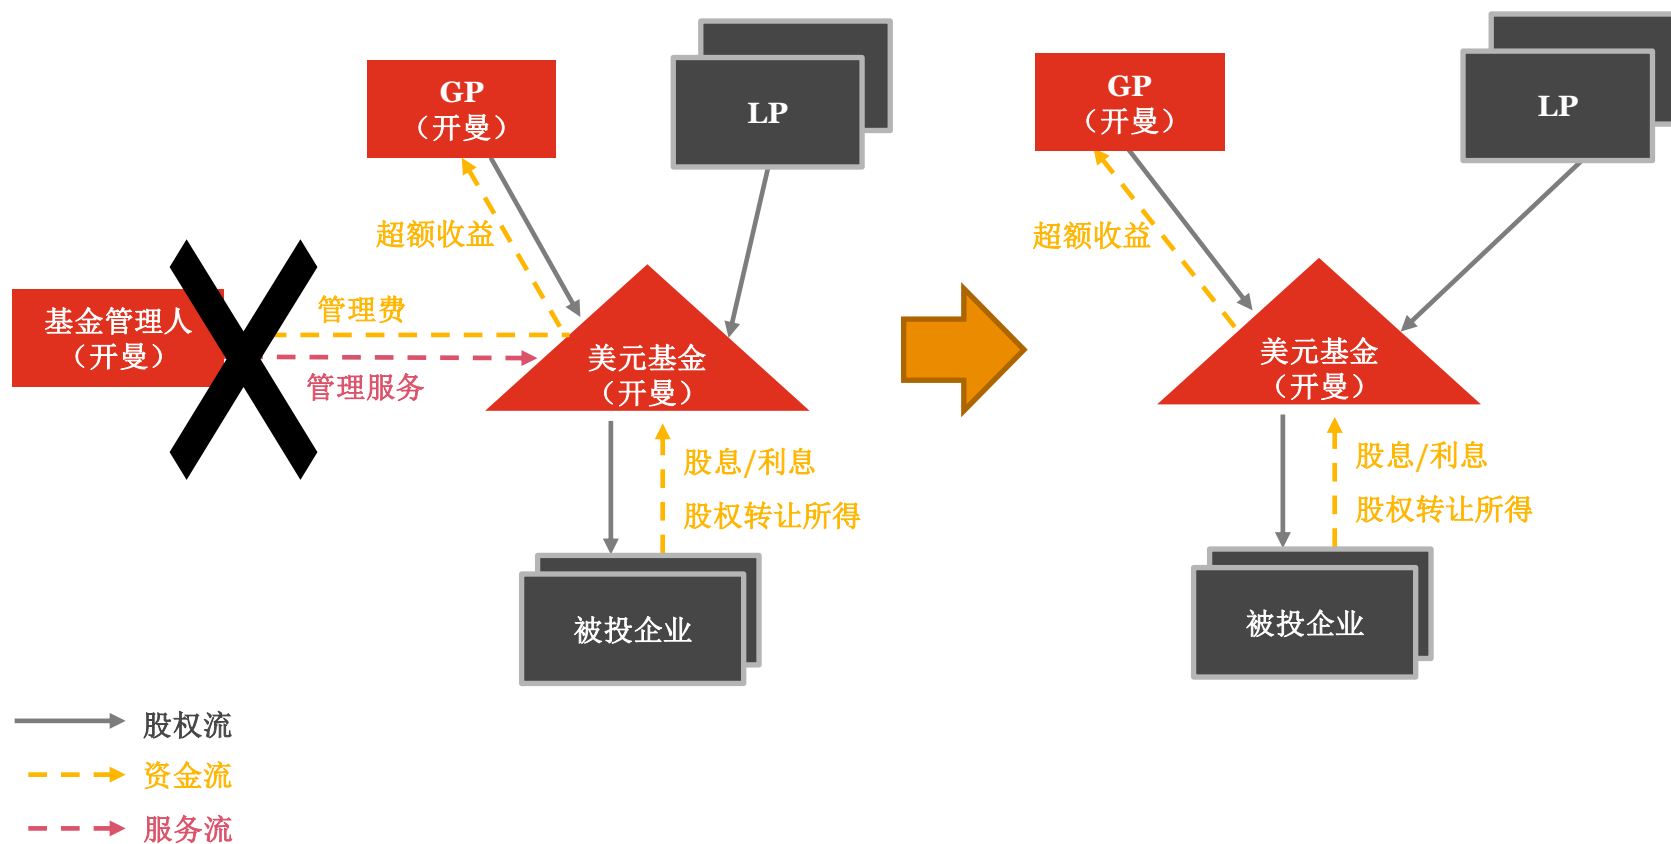 GP
（开曼）
LP
超额收益
基金管理人
（开曼）
管理费
管理服务
美元基金
（开曼）
股息/利息
股权转让所得
被投企业
GP
（开曼）
LP
超额收益
美元基金
（开曼）
股息/利息
股权转让所得
被投企业
股权流
资金流
服务流